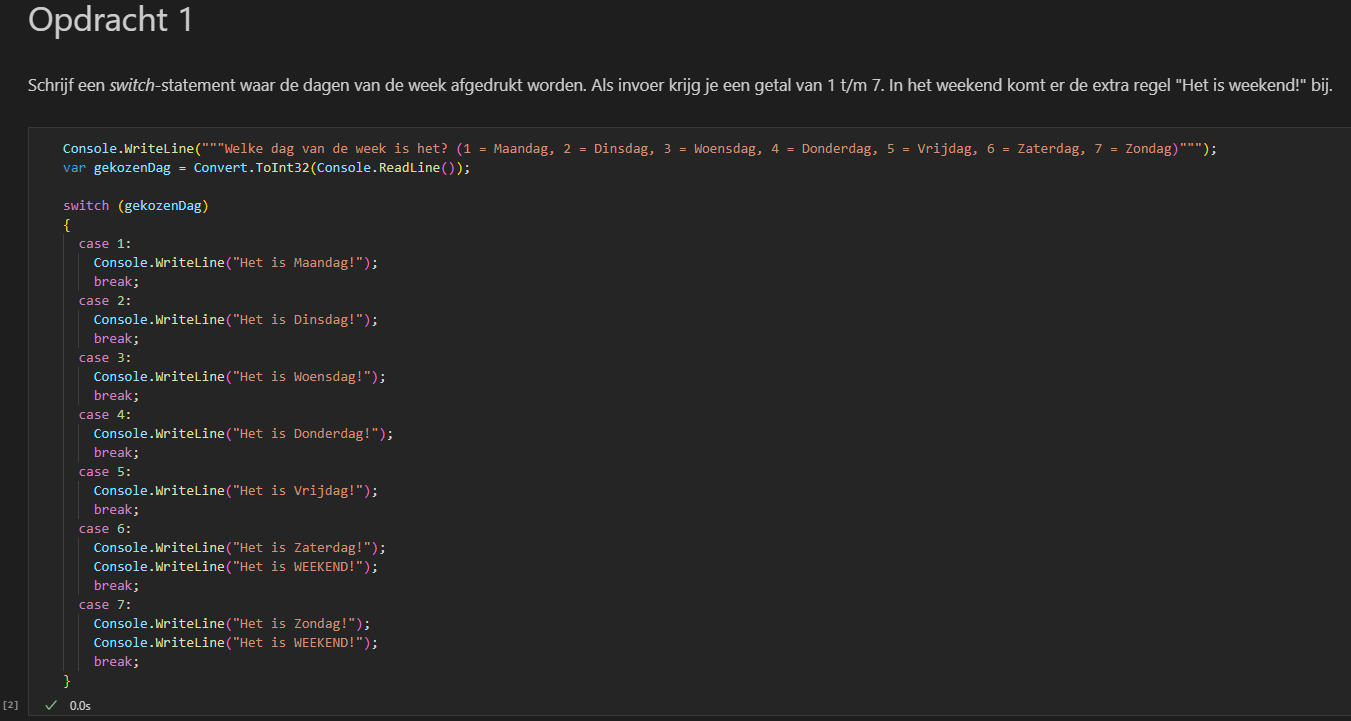 Opdracht 1
Schrijf een switch-statement waar de dagen van de week afgedrukt worden. Als invoer krijg je een getal van 1 t/m 7. In het weekend komt er de extra regel "Het is weekend!" bij.
Console.WriteLine("""Welke dag van de week is het? (1 = Maandag, 2 = Dinsdag, 3 = Woensdag, 4 = Donderdag, 5 = Vrijdag, 6 = Zaterdag, 7 = Zondag)""");
var gekozenDag = Convert.ToInt32(Console.ReadLine());
switch (gekozenDag)
{
case 1:
Console.WriteLine("Het is Maandag!");
break;
case 2:
Console.WriteLine("Het is Dinsdag!");
break;
case 3:
Console.WriteLine("Het is Woensdag!");
break;
case 4:
Console.WriteLine("Het is Donderdag!");
break;
case 5:
Console.WriteLine("Het is Vrijdag!");
break;
case 6:
Console.WriteLine("Het is Zaterdag!");
Console.WriteLine("Het is WEEKEND!");
break;
case 7:
Console.WriteLine("Het is Zondag!");
Console.WriteLine("Het is WEEKEND!");
break;
}
[2] ✓ 0.0s